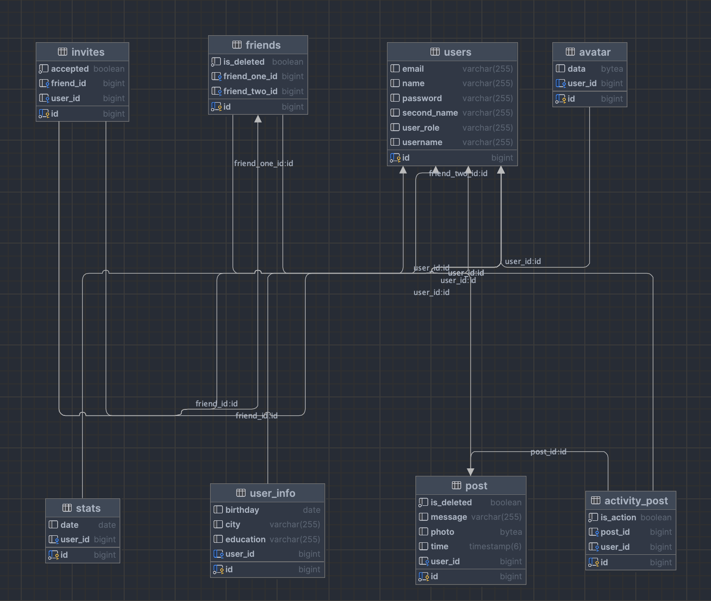 invites
accepted boolean
friend_id bigint
user_id bigint
id bigint
friends
is_deleted boolean
friend_one_id bigint
friend_two_id bigint
id bigint
users
email varchar(255)
name varchar(255)
password varchar(255)
second_name varchar(255)
user_role varchar(255)
username varchar(255)
id bigint
avatar
data bytea
user_id bigint
id bigint
friend_one_id:id
friend_two_id:id
user_id:id
user_id:id
user_id:id
user_id:id
user_id:id
friend_id:id
friend_id:id
post_id:id
stats
date date
user_id bigint
id bigint
user_info
birthday date
city varchar(255)
education varchar(255)
user_id bigint
id bigint
post
is_deleted boolean
message varchar(255)
photo bytea
time timestamp(6)
user_id bigint
id bigint
activity_post
is_action boolean
post_id bigint
user_id bigint
id bigint